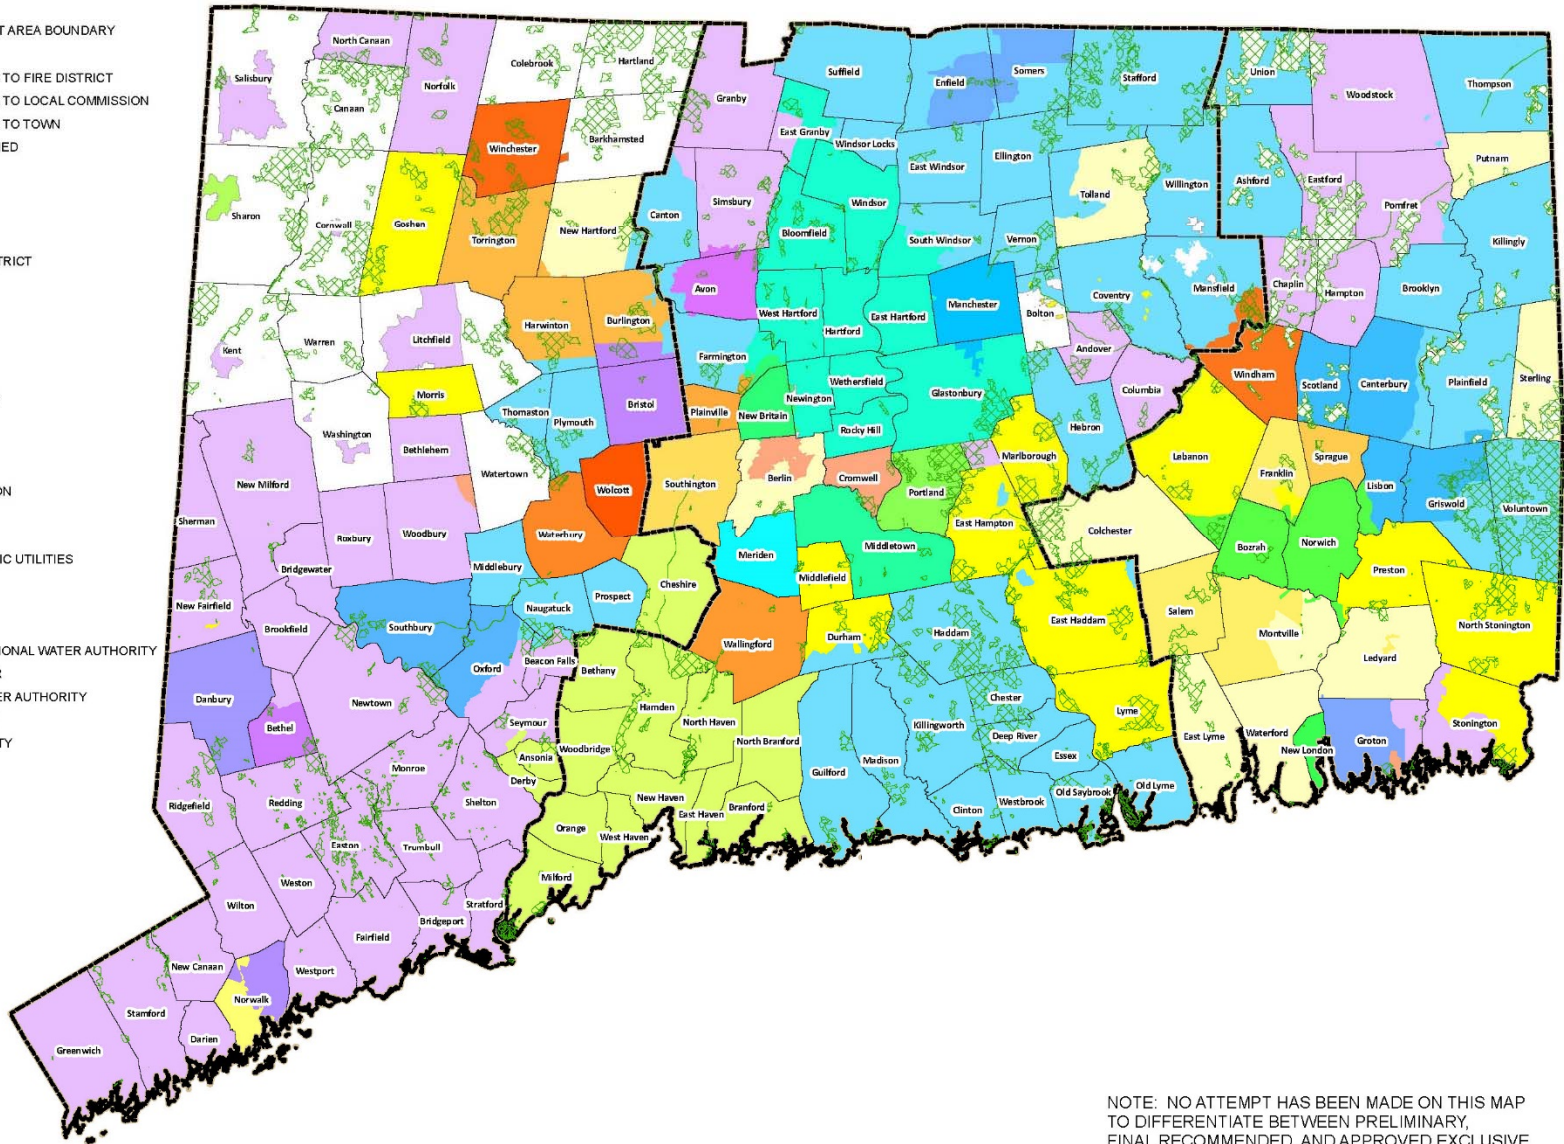 T AREA BOUNDARY
TO FIRE DISTRICT
TO LOCAL COMMISSION
TO TOWN
ED
TRICT
ON
IC UTILITIES
IONAL WATER AUTHORITY
R
ER AUTHORITY
TY
North Canaan
Colebrook
Hartland
Salisbury
Norfolk
Canaan
Granby
Suffield
Enfield
Somers
Stafford
Union
Woodstock
Thompson
Winchester
Barkhamsted
East Granby
Windsor Locks
East Windsor
Ellington
Putnam
Sharon
Cornwall
Goshen
Torrington
New Hartford
Canton
Simsbury
Bloomfield
Windsor
South Windsor
Vernon
Tolland
Willington
Ashford
Eastford
Pomfret
Killingly
Kent
Warren
Litchfield
Harwinton
Burlington
Avon
West Hartford
Hartford
East Hartford
Manchester
Bolton
Coventry
Mansfield
Chaplin
Hampton
Brooklyn
Morris
Thomaston
Plymouth
Bristol
Farmington
Plainville
New Britain
Newington
Wethersfield
Rocky Hill
Glastonbury
Andover
Columbia
Hebron
Windham
Scotland
Canterbury
Plainfield
Sterling
Washington
Bethlehem
Watertown
Wolcott
Southington
Berlin
Cromwell
Portland
Marlborough
Lebanon
Franklin
Sprague
Lisbon
Griswold
Voluntown
New Milford
Sherman
Roxbury
Woodbury
Waterbury
Middlebury
Bridgewater
Cheshire
Meriden
Middlefield
Middletown
East Hampton
Colchester
Bozrah
Norwich
Preston
New Fairfield
Brookfield
Southbury
Naugatuck
Prospect
Oxford
Beacon Falls
Bethany
Wallingford
Durham
Haddam
East Haddam
Salem
Montville
Ledyard
North Stonington
Danbury
Bethel
Newtown
Seymour
Woodbridge
Hamden
North Haven
North Branford
Guilford
Madison
Killingworth
Chester
Deep River
Essex
Lyme
East Lyme
Waterford
New London
Groton
Stonington
Ridgefield
Redding
Monroe
Shelton
Ansonia
Derby
Orange
New Haven
West Haven
East Haven
Branford
Clinton
Westbrook
Old Saybrook
Old Lyme
Easton
Trumbull
Milford
Weston
Wilton
Stratford
Bridgeport
Fairfield
New Canaan
Westport
Norwalk
Stamford
Darien
Greenwich
NOTE: NO ATTEMPT HAS BEEN MADE ON THIS MAP
TO DIFFERENTIATE BETWEEN PRELIMINARY,
FINAL RECOMMENDED, AND APPROVED EXCLUSIVE